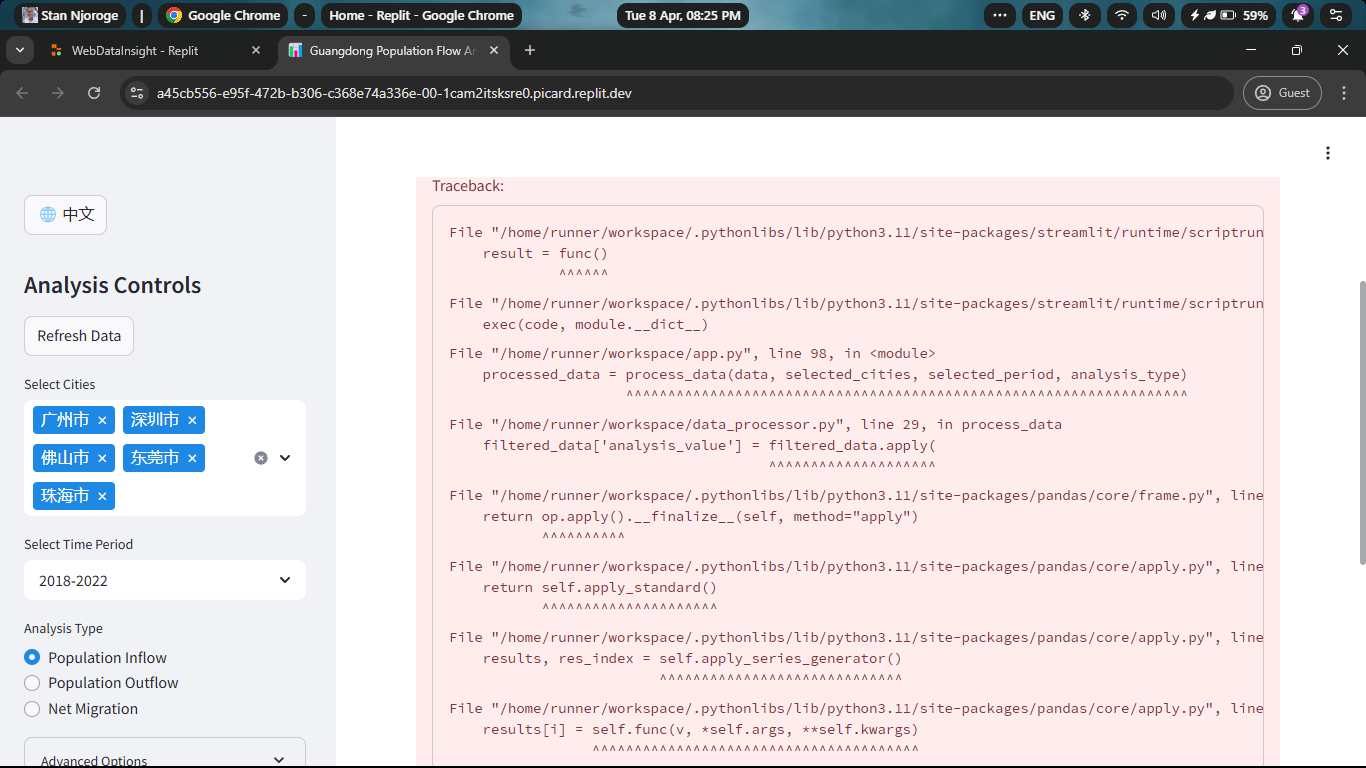 Stan Njoroge | Google Chrome - Home - Replit - Google Chrome Tue 8 Apr, 08:25 PM ••• ENG 59% 3
WebDataInsight - Replit Guangdong Population Flow An
a45cb556-e95f-472b-b306-c368e74a336e-00-1cam2itsksre0.picard.replit.dev Guest
中文
Analysis Controls
Refresh Data
Select Cities
广州市 × 深圳市 ×
佛山市 × 东莞市 ×
珠海市 ×
Select Time Period
2018-2022
Analysis Type
Population Inflow
Population Outflow
Net Migration
Advanced Options
Traceback:
File "/home/runner/workspace/.pythonlibs/lib/python3.11/site-packages/streamlit/runtime/scriptrun
result = func()
^^^^^^
File "/home/runner/workspace/.pythonlibs/lib/python3.11/site-packages/streamlit/runtime/scriptrun
exec(code, module.__dict__)
File "/home/runner/workspace/app.py", line 98, in <module>
processed_data = process_data(data, selected_cities, selected_period, analysis_type)
^^^^^^^^^^^^^^^^^^^^^^^^^^^^^^^^^^^^^^^^^^^^^^^^^^^^^^^^^^^^^^^^^^^
File "/home/runner/workspace/data_processor.py", line 29, in process_data
filtered_data['analysis_value'] = filtered_data.apply(
^^^^^^^^^^^^^^^^^^^^
File "/home/runner/workspace/.pythonlibs/lib/python3.11/site-packages/pandas/core/frame.py", line
return op.apply().__finalize__(self, method="apply")
^^^^^^^^^^
File "/home/runner/workspace/.pythonlibs/lib/python3.11/site-packages/pandas/core/apply.py", line
return self.apply_standard()
^^^^^^^^^^^^^^^^^^^^^
File "/home/runner/workspace/.pythonlibs/lib/python3.11/site-packages/pandas/core/apply.py", line
results, res_index = self.apply_series_generator()
^^^^^^^^^^^^^^^^^^^^^^^^^^^^^
File "/home/runner/workspace/.pythonlibs/lib/python3.11/site-packages/pandas/core/apply.py", line
results[i] = self.func(v, *self.args, **self.kwargs)
^^^^^^^^^^^^^^^^^^^^^^^^^^^^^^^^^^^^^^^